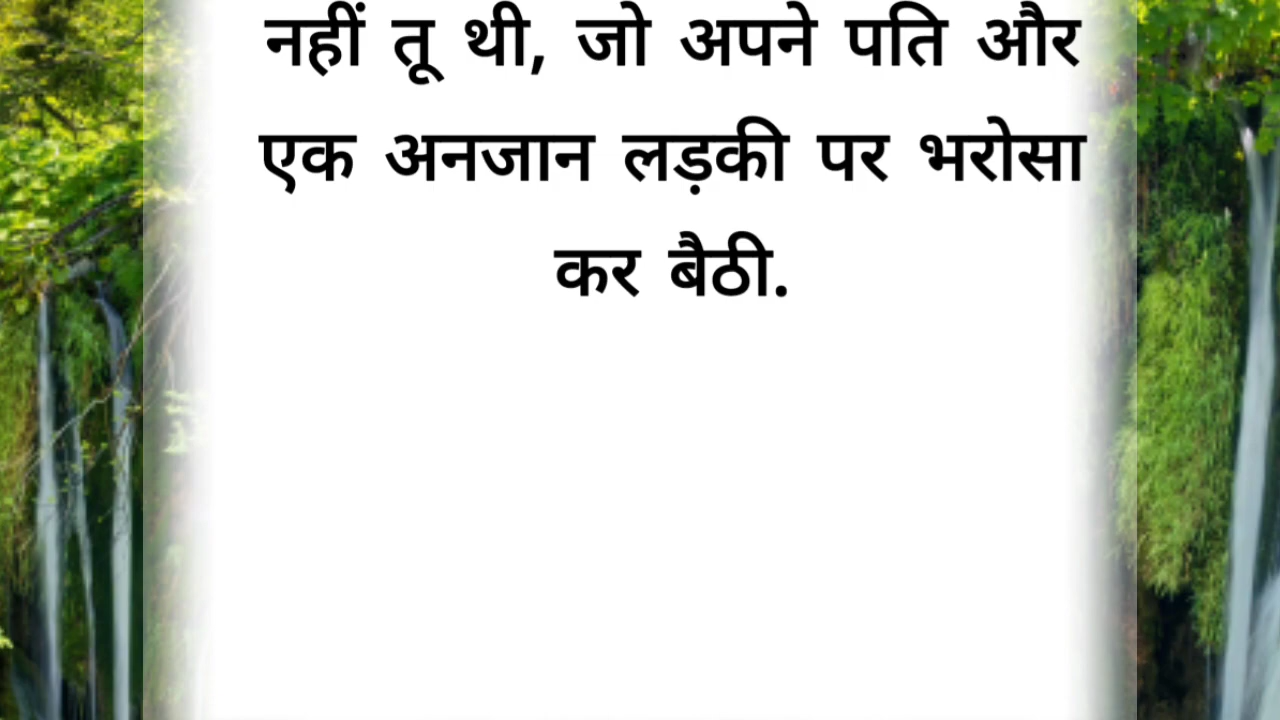 नहीं तू थी, जो अपने पति और
एक अनजान लड़की पर भरोसा
कर बैठी.